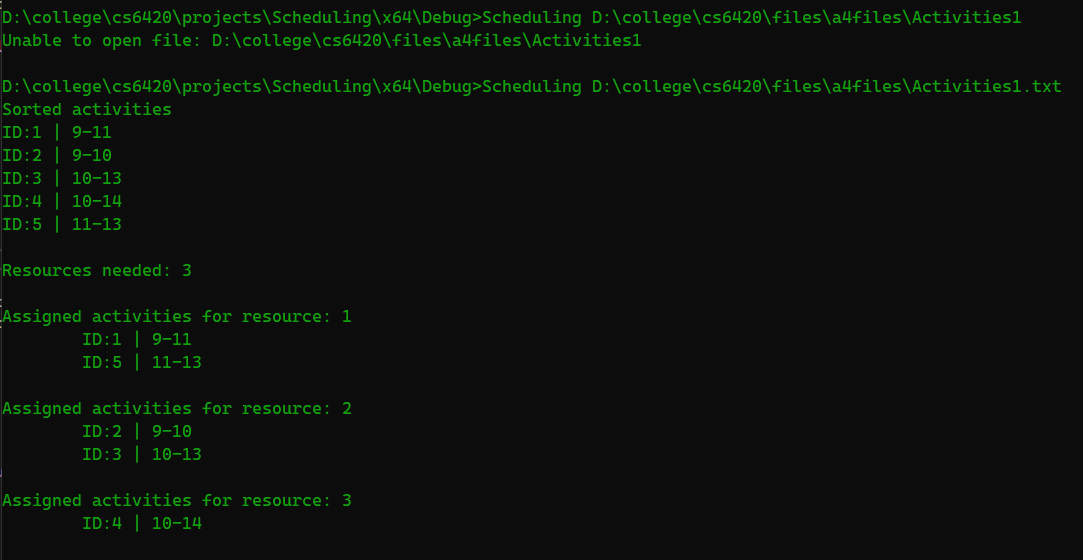 D:\college\cs6420\projects\Scheduling\x64\Debug>Scheduling D:\college\cs6420\files\a4files\Activities1
Unable to open file: D:\college\cs6420\files\a4files\Activities1
D:\college\cs6420\projects\Scheduling\x64\Debug>Scheduling D:\college\cs6420\files\a4files\Activities1.txt
Sorted activities
ID:1 | 9-11
ID:2 | 9-10
ID:3 | 10-13
ID:4 | 10-14
ID:5 | 11-13
Resources needed: 3
Assigned activities for resource: 1
ID:1 | 9-11
ID:5 | 11-13
Assigned activities for resource: 2
ID:2 | 9-10
ID:3 | 10-13
Assigned activities for resource: 3
ID:4 | 10-14